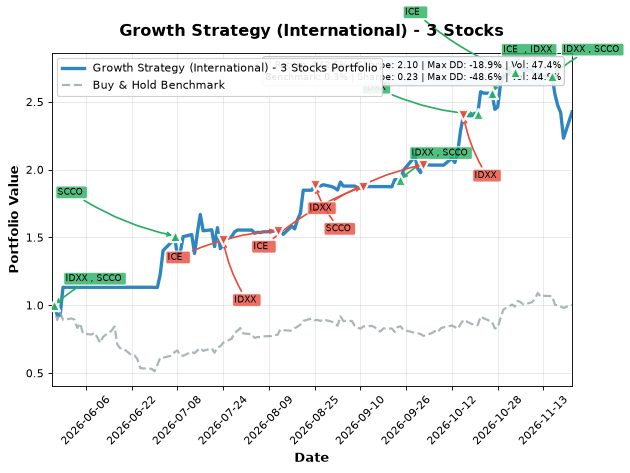 Growth Strategy (International) - 3 Stocks
ICE
ICE , IDXX
IDXX , SCCO
Growth Strategy (International) - 3 Stocks Portfolio
Buy & Hold Benchmark
2.10 | Max DD: -18.9% | Vol: 47.4%
Benchmark: 0.3% | Sharpe: 0.23 | Max DD: -48.6% | Vol: 44.9%
IDXX , SCCO
SCCO
IDXX
IDXX
SCCO
ICE
ICE
IDXX , SCCO
IDXX
Portfolio Value
2.5
2.0
1.5
1.0
0.5
2026-06-06
2026-06-22
2026-07-08
2026-07-24
2026-08-09
2026-08-25
2026-09-10
2026-09-26
2026-10-12
2026-10-28
2026-11-13
Date